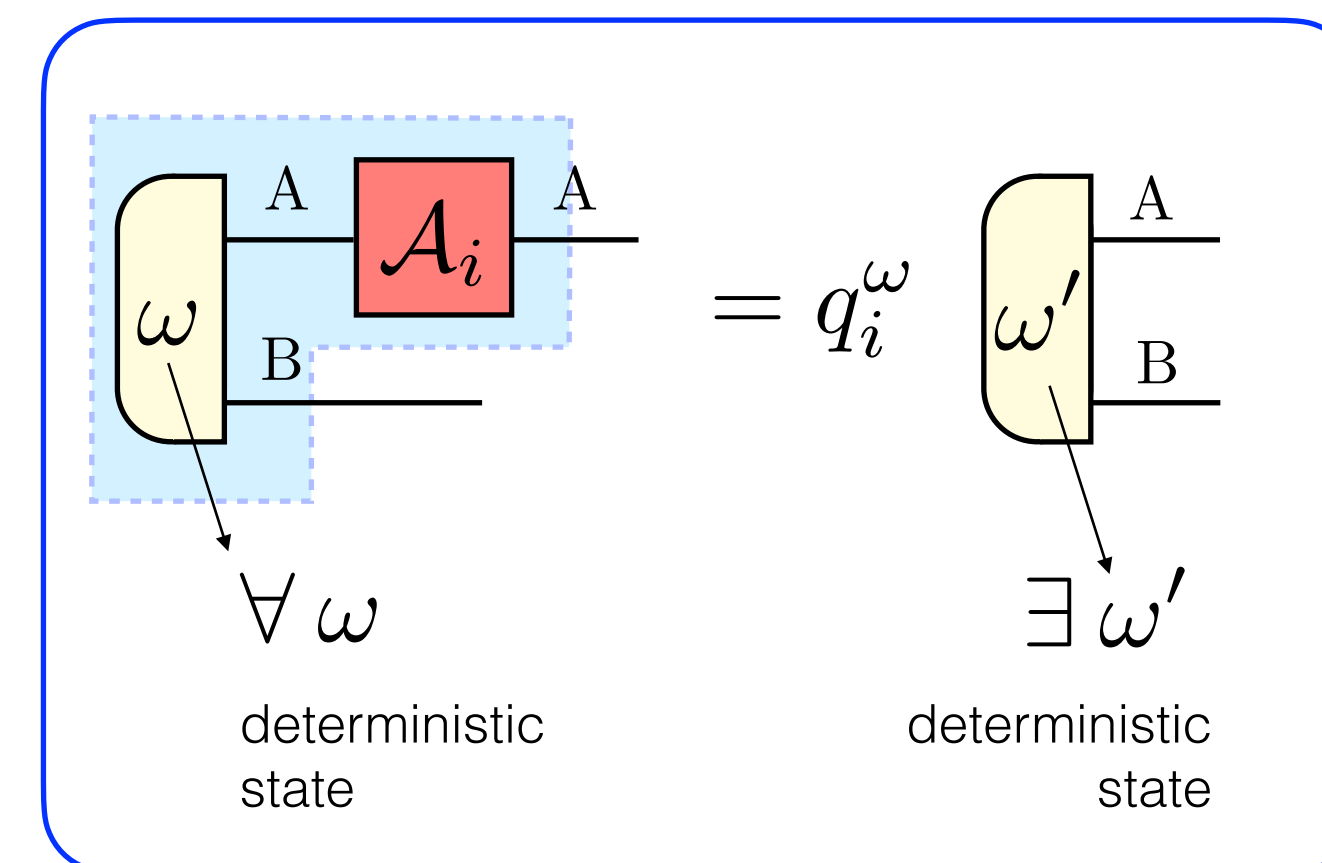 A
𝒜ᵢ
A
ω
B
= qᵢ^ω
A
ω′
B
∀ ω
∃ ω′
deterministic
state
deterministic
state